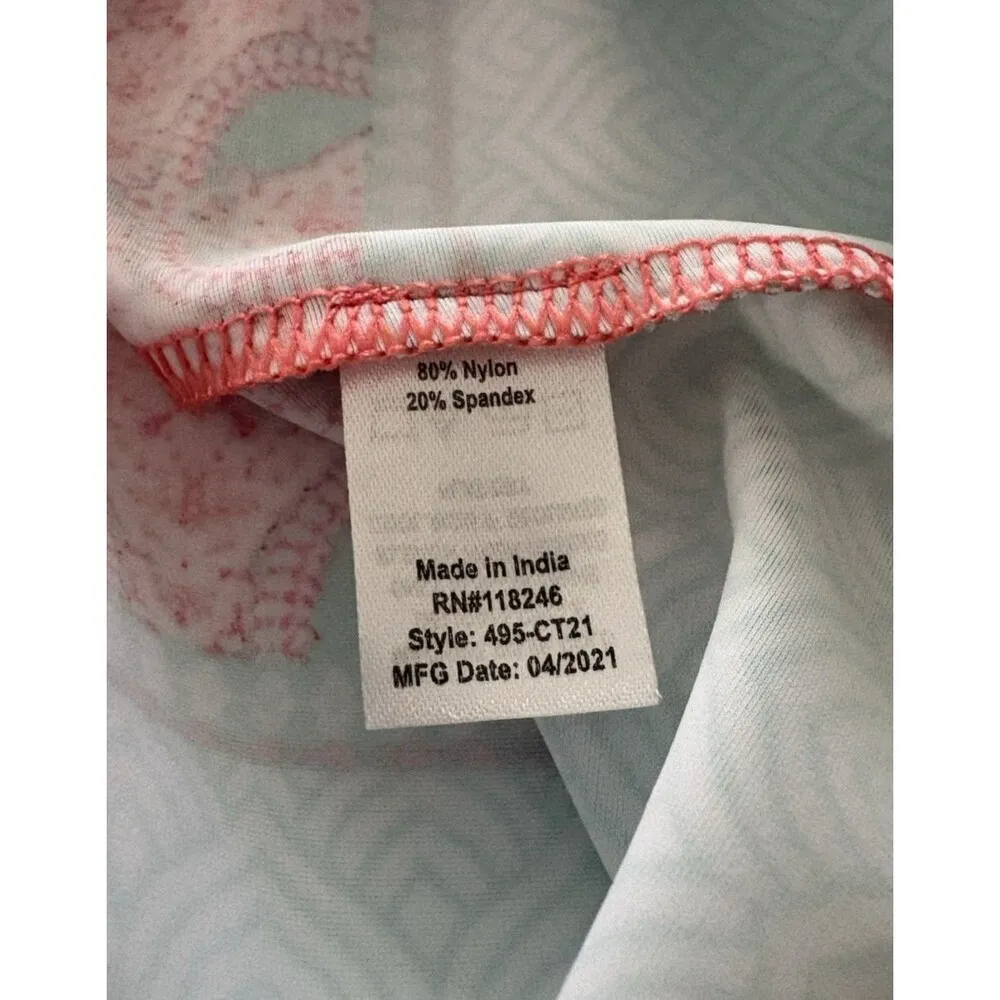 80% Nylon
20% Spandex
Made in India
RN#118246
Style: 495-CT21
MFG Date: 04/2021